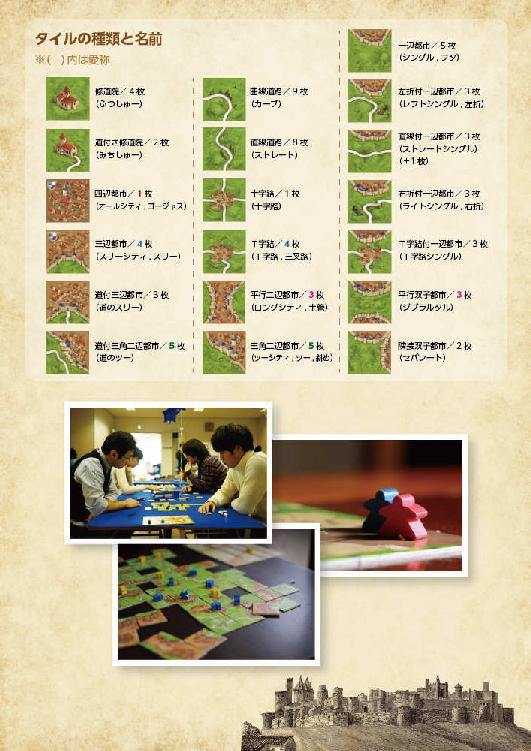 タイルの種類と名前
※( )内は愛称
修道院／4枚
(ふつしゅー)
道付き修道院／2枚
(みちしゅー)
四辺都市／1枚
(オールシティ, ゴージャス)
三辺都市／4枚
(スリーシティ, スリー)
道付三辺都市／3枚
(道のスリー)
道付三角二辺都市／5枚
(道のツー)
曲線道路／9枚
(カーブ)
直線道路／8枚
(ストレート)
十字路／1枚
(十字路)
T字路／4枚
(T字路, 三叉路)
平行二辺都市／3枚
(ロングシティ, 土管)
三角二辺都市／5枚
(ツーシティ, ツー, 斜め)
一辺都市／5枚
(シングル, フタ)
左折付一辺都市／3枚
(レフトシングル, 左折)
直線付一辺都市／3枚
(ストレートシングル)
(+1枚)
右折付一辺都市／3枚
(ライトシングル, 右折)
T字路付一辺都市／3枚
(T字路シングル)
平行双子都市／3枚
(ジブラルタル)
隣接双子都市／2枚
(セパレート)